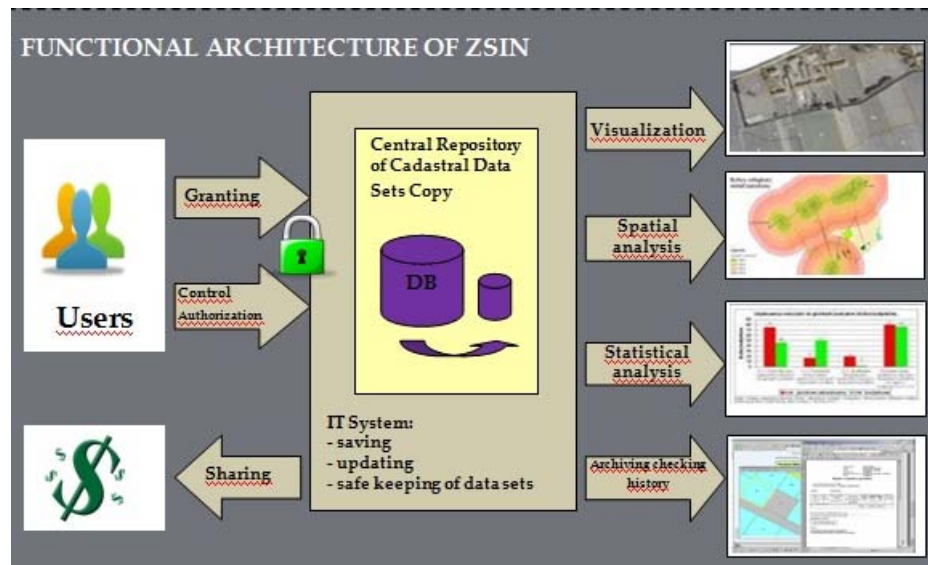 FUNCTIONAL ARCHITECTURE OF ZSIN
Users
Granting
Control
Authorization
Sharing
Central Repository
of Cadastral Data
Sets Copy
DB
IT System:
- saving
- updating
- safe keeping of data sets
Visualization
Spatial
analysis
Statistical
analysis
Archiving checking
history